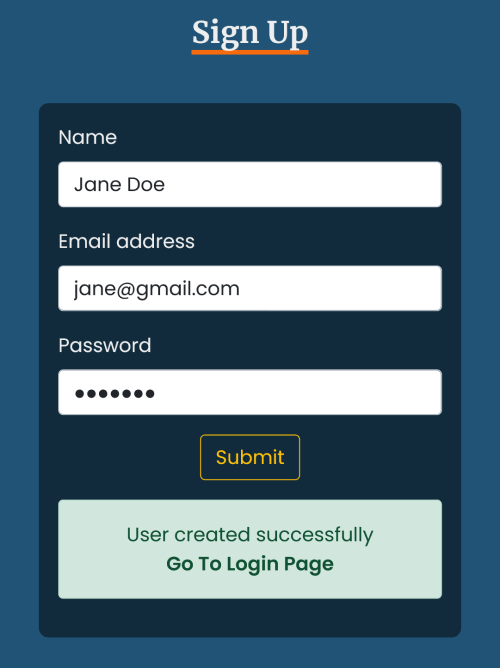 Sign Up
Name
Jane Doe
Email address
jane@gmail.com
Password
•••••••
Submit
User created successfully
Go To Login Page